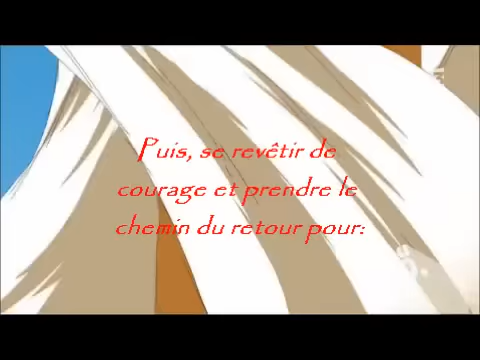 Puis, se revêtir de
courage et prendre le
chemin du retour pour: